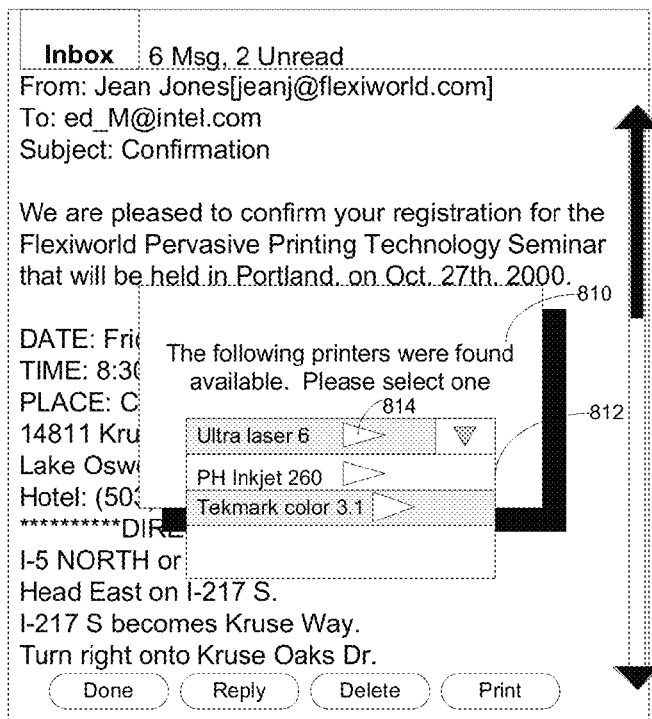 Inbox 6 Msg, 2 Unread
From: Jean Jones[jeanj@flexiworld.com]
To: ed_M@intel.com
Subject: Confirmation
We are pleased to confirm your registration for the
Flexiworld Pervasive Printing Technology Seminar
that will be held in Portland, on Oct. 27th, 2000.
810
DATE: Fri
The following printers were found
TIME: 8:30
available. Please select one
PLACE: C
814
812
14811 Kru
Ultra laser 6
Lake Osw
PH Inkjet 260
Hotel: (503
Tekmark color 3.1
**********DIRE
I-5 NORTH or
Head East on I-217 S.
I-217 S becomes Kruse Way.
Turn right onto Kruse Oaks Dr.
Done Reply Delete Print